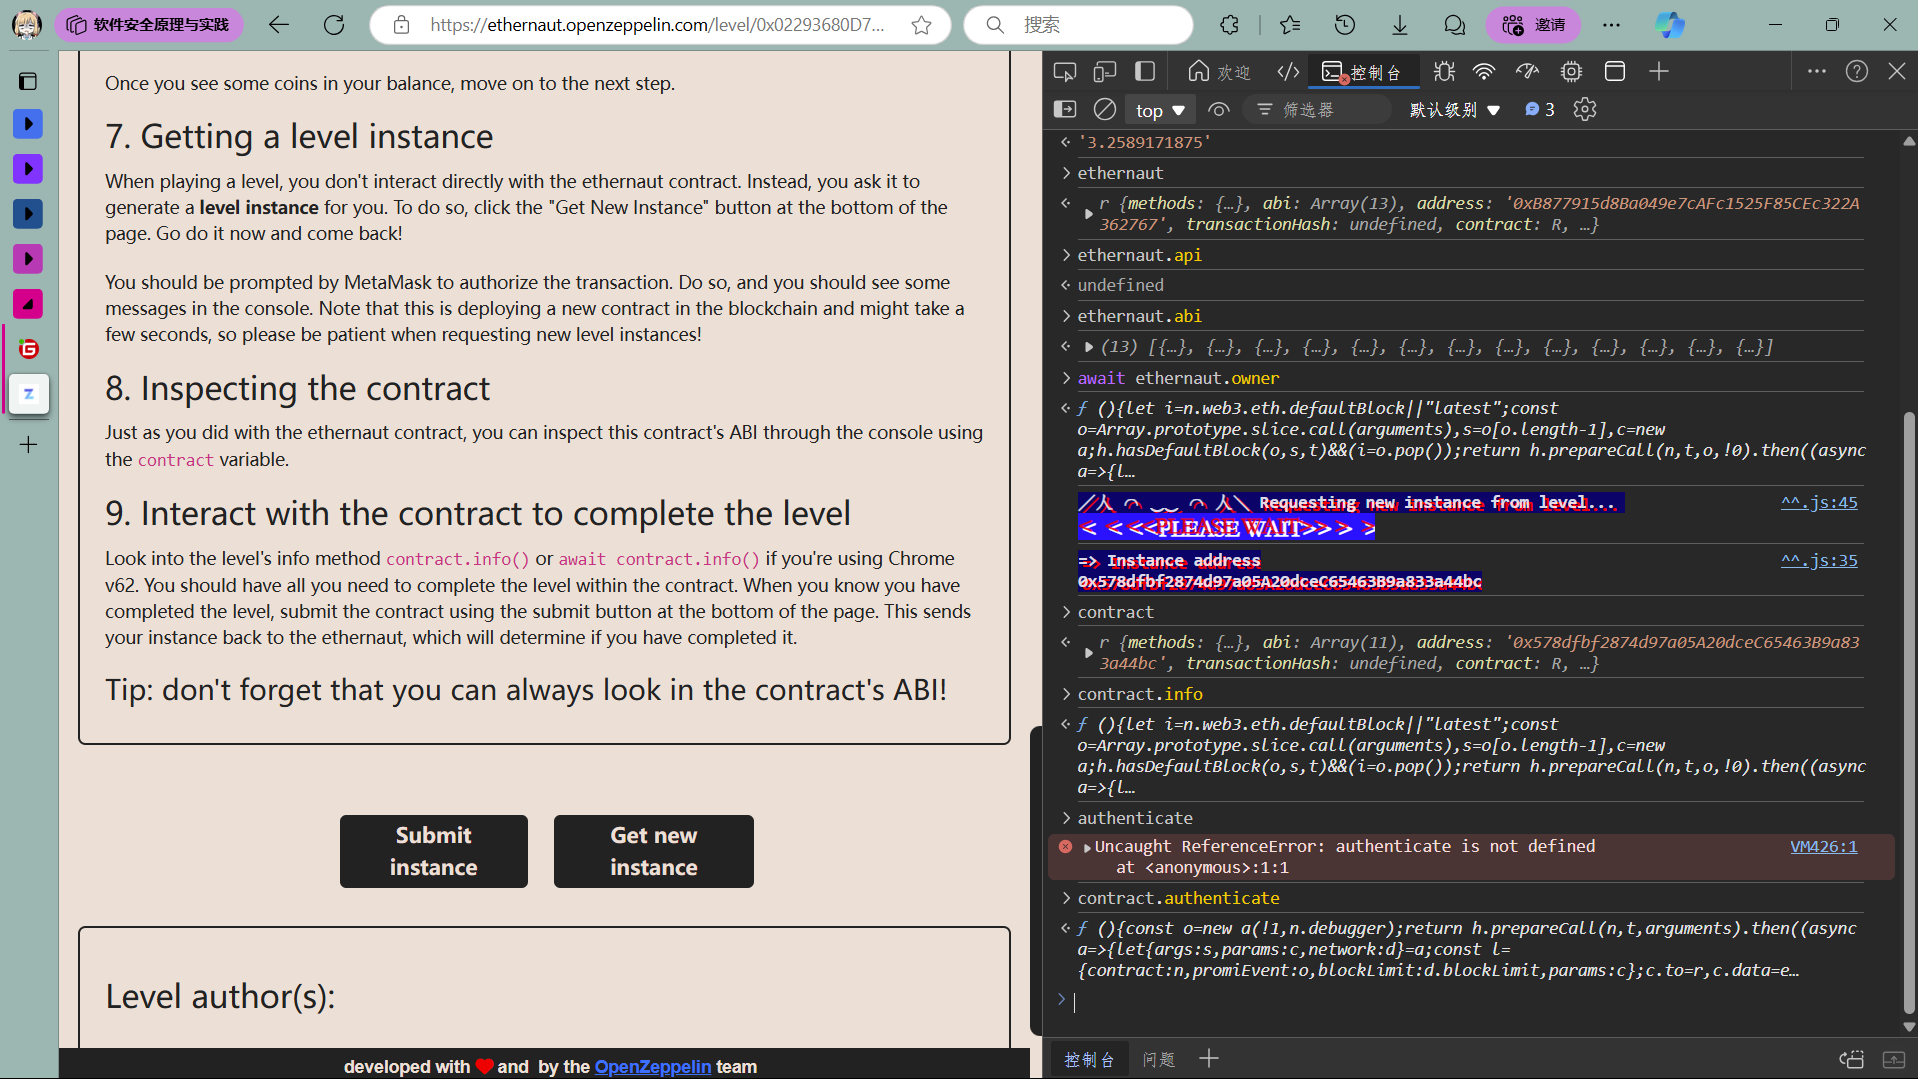 软件安全原理与实践
https://ethernaut.openzeppelin.com/level/0x02293680D7...
搜索
邀请
Once you see some coins in your balance, move on to the next step.
7. Getting a level instance
When playing a level, you don't interact directly with the ethernaut contract. Instead, you ask it to
generate a level instance for you. To do so, click the "Get New Instance" button at the bottom of the
page. Go do it now and come back!
You should be prompted by MetaMask to authorize the transaction. Do so, and you should see some
messages in the console. Note that this is deploying a new contract in the blockchain and might take a
few seconds, so please be patient when requesting new level instances!
8. Inspecting the contract
Just as you did with the ethernaut contract, you can inspect this contract's ABI through the console using
the contract variable.
9. Interact with the contract to complete the level
Look into the level's info method contract.info() or await contract.info() if you're using Chrome
v62. You should have all you need to complete the level within the contract. When you know you have
completed the level, submit the contract using the submit button at the bottom of the page. This sends
your instance back to the ethernaut, which will determine if you have completed it.
Tip: don't forget that you can always look in the contract's ABI!
Submit
instance
Get new
instance
Level author(s):
developed with ❤ and by the OpenZeppelin team
欢迎
控制台
top
筛选器
默认级别
3
'3.2589171875'
ethernaut
r {methods: {…}, abi: Array(13), address: '0xB877915d8Ba049e7cAFc1525F85CEc322A
362767', transactionHash: undefined, contract: R, …}
ethernaut.api
undefined
ethernaut.abi
(13) [{…}, {…}, {…}, {…}, {…}, {…}, {…}, {…}, {…}, {…}, {…}, {…}, {…}]
await ethernaut.owner
ƒ (){let i=n.web3.eth.defaultBlock||"latest";const
o=Array.prototype.slice.call(arguments),s=o[o.length-1],c=new
a;h.hasDefaultBlock(o,s,t)&&(i=o.pop());return h.prepareCall(n,t,o,!0).then((async
a=>{l…
／人 ⌒ ‿‿ ⌒ 人＼ Requesting new instance from level...
^^.js:45
< < <<PLEASE WAIT>> > >
=> Instance address
^^.js:35
0x578dfbf2874d97a05A20dceC65463B9a833a44bc
contract
r {methods: {…}, abi: Array(11), address: '0x578dfbf2874d97a05A20dceC65463B9a83
3a44bc', transactionHash: undefined, contract: R, …}
contract.info
ƒ (){let i=n.web3.eth.defaultBlock||"latest";const
o=Array.prototype.slice.call(arguments),s=o[o.length-1],c=new
a;h.hasDefaultBlock(o,s,t)&&(i=o.pop());return h.prepareCall(n,t,o,!0).then((async
a=>{l…
authenticate
Uncaught ReferenceError: authenticate is not defined
VM426:1
at <anonymous>:1:1
contract.authenticate
ƒ (){const o=new a(!1,n.debugger);return h.prepareCall(n,t,arguments).then((async
a=>{let{args:s,params:c,network:d}=a;const l=
{contract:n,promiEvent:o,blockLimit:d.blockLimit,params:c};c.to=r,c.data=e…
控制台
问题